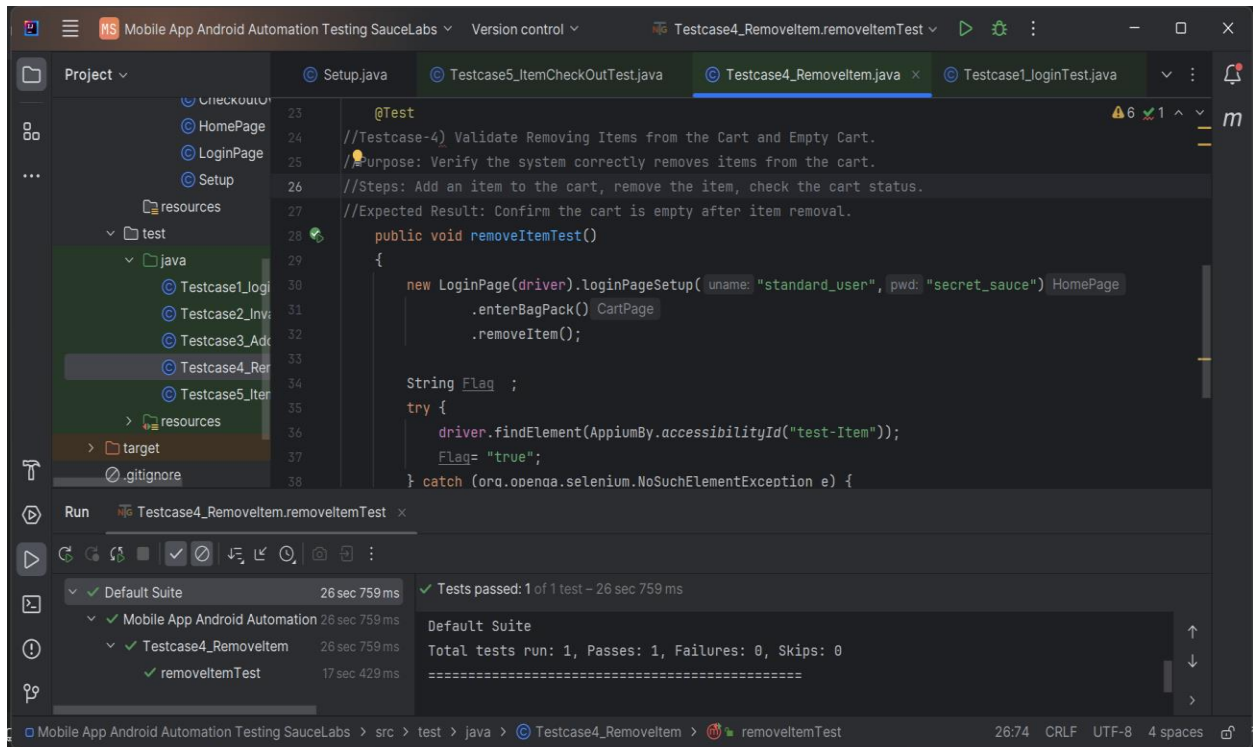 MS Mobile App Android Automation Testing SauceLabs Version control Testcase4_RemoveItem.removeItemTest
Project
Setup.java Testcase5_ItemCheckOutTest.java Testcase4_RemoveItem.java Testcase1_loginTest.java
HomePage
LoginPage
Setup
resources
test
java
Testcase1_logi
Testcase2_Inva
Testcase3_Add
Testcase4_Rem
Testcase5_Iter
resources
target
.gitignore
6 1
m
23 @Test
24 //Testcase-4) Validate Removing Items from the Cart and Empty Cart.
25 //Purpose: Verify the system correctly removes items from the cart.
26 //Steps: Add an item to the cart, remove the item, check the cart status.
27 //Expected Result: Confirm the cart is empty after item removal.
28 public void removeItemTest()
29 {
30 new LoginPage(driver).loginPageSetup( uname: "standard_user", pwd: "secret_sauce") HomePage
31 .enterBagPack() CartPage
32 .removeItem();
33
34 String Flag ;
35 try {
36 driver.findElement(AppiumBy.accessibilityId("test-Item"));
37 Flag= "true";
38 } catch (org.openqa.selenium.NoSuchElementException e) {
Run Testcase4_RemoveItem.removeItemTest
Default Suite 26 sec 759 ms
Mobile App Android Automation 26 sec 759 ms
Testcase4_RemoveItem 26 sec 759 ms
removeItemTest 17 sec 429 ms
Tests passed: 1 of 1 test – 26 sec 759 ms
Default Suite
Total tests run: 1, Passes: 1, Failures: 0, Skips: 0
===============================================
Mobile App Android Automation Testing SauceLabs > src > test > java > Testcase4_RemoveItem > removeItemTest 26:74 CRLF UTF-8 4 spaces